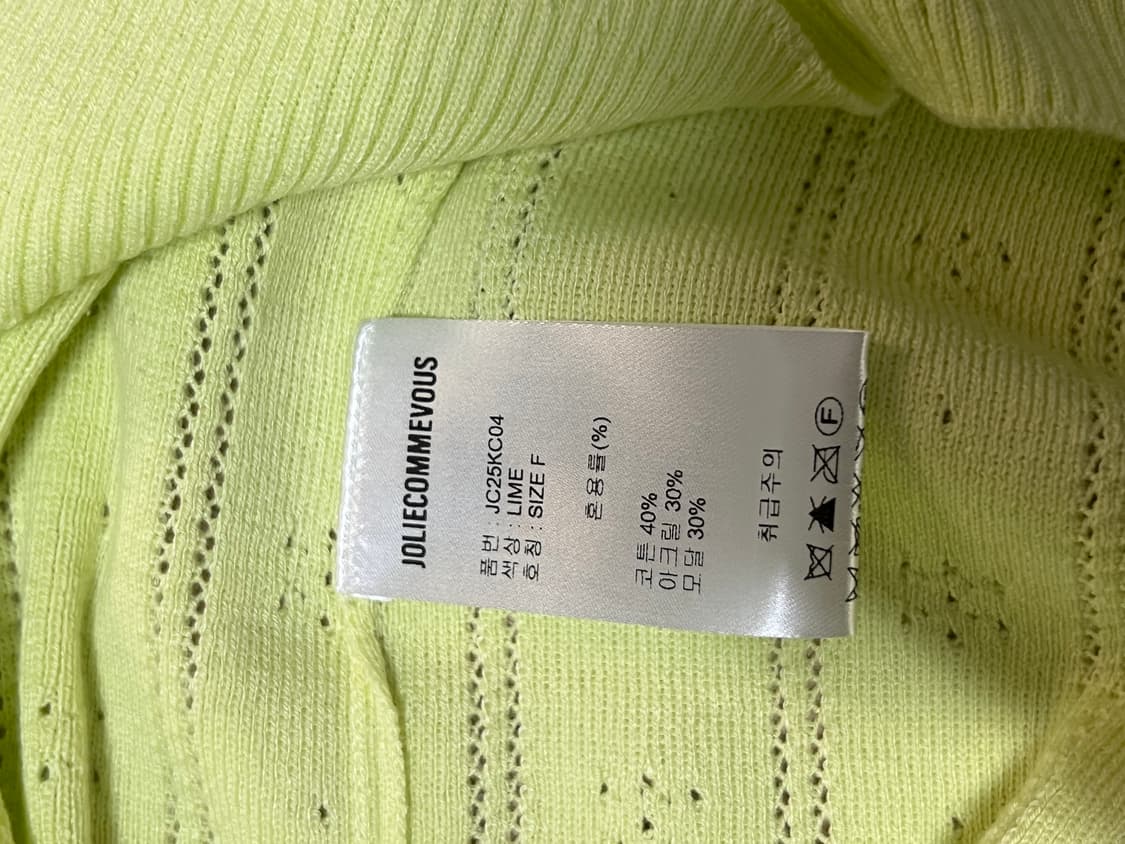 JOLIECOMMEVOUS
품번 : JC25KC04
색상 : LIME
호칭 : SIZE F
혼용률(%)
코튼 40%
아크릴 30%
모달 30%
취급주의
F